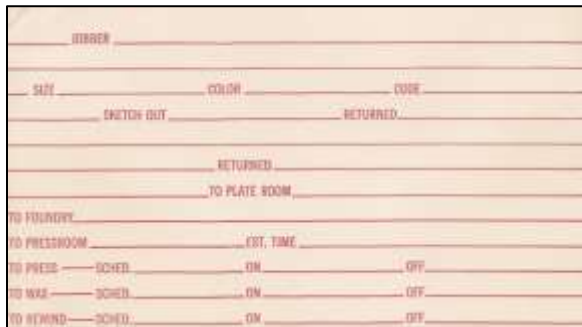 JOBBER
SIZE COLOR CODE
SKETCH OUT RETURNED
RETURNED
TO PLATE ROOM
TO FOUNDRY
TO PRESSROOM EST. TIME
TO PRESS SCHED. ON OFF
TO WAX SCHED. ON OFF
TO REWIND SCHED. ON OFF